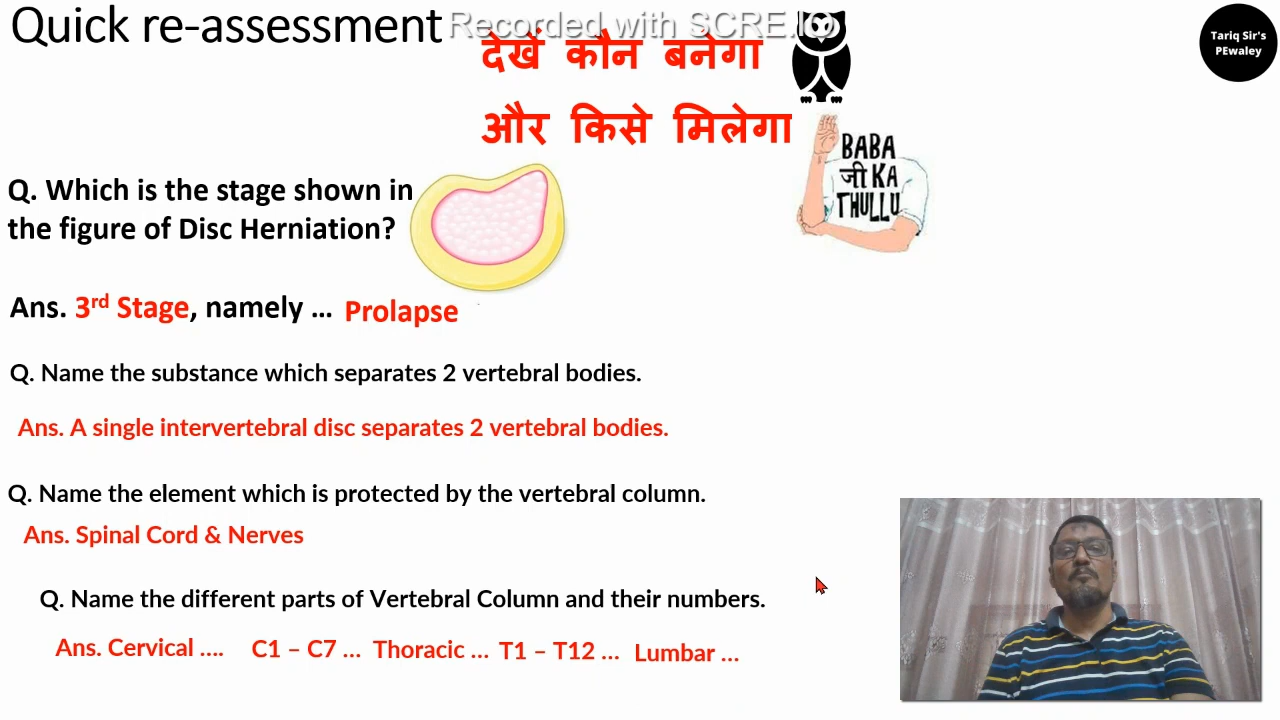 Quick re-assessment
Recorded with SCRE.IO
देखें कौन बनेगा
और किसे मिलेगा
Tariq Sir's
PEwaley
BABA
जी KA
THULLU
Q. Which is the stage shown in
the figure of Disc Herniation?
Ans. 3rd Stage, namely ... Prolapse
Q. Name the substance which separates 2 vertebral bodies.
Ans. A single intervertebral disc separates 2 vertebral bodies.
Q. Name the element which is protected by the vertebral column.
Ans. Spinal Cord & Nerves
Q. Name the different parts of Vertebral Column and their numbers.
Ans. Cervical .... C1 – C7 ... Thoracic ... T1 – T12 ... Lumbar ...